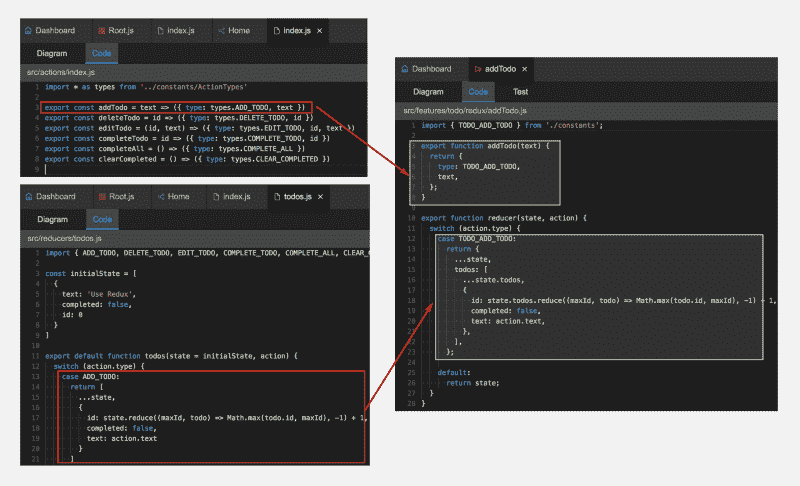 Dashboard Root.js index.js Home index.js ×
Diagram Code
src/actions/index.js
1 import * as types from '../constants/ActionTypes'
2
3 export const addTodo = text => ({ type: types.ADD_TODO, text })
4 export const deleteTodo = id => ({ type: types.DELETE_TODO, id })
5 export const editTodo = (id, text) => ({ type: types.EDIT_TODO, id, text })
6 export const completeTodo = id => ({ type: types.COMPLETE_TODO, id })
7 export const completeAll = () => ({ type: types.COMPLETE_ALL })
8 export const clearCompleted = () => ({ type: types.CLEAR_COMPLETED })
9
Dashboard Root.js Home index.js todos.js ×
Diagram Code
src/reducers/todos.js
1 import { ADD_TODO, DELETE_TODO, EDIT_TODO, COMPLETE_TODO, COMPLETE_ALL, CLEAR_
2
3 const initialState = [
4 {
5 text: 'Use Redux',
6 completed: false,
7 id: 0
8 }
9 ]
10
11 export default function todos(state = initialState, action) {
12 switch (action.type) {
13 case ADD_TODO:
14 return [
15 ...state,
16 {
17 id: state.reduce((maxId, todo) => Math.max(todo.id, maxId), -1) + 1,
18 completed: false,
19 text: action.text
20 }
21 ]
Dashboard addTodo ×
Diagram Code Test
src/features/todo/redux/addTodo.js
1 import { TODO_ADD_TODO } from './constants';
2
3 export function addTodo(text) {
4 return {
5 type: TODO_ADD_TODO,
6 text,
7 };
8 }
9
10 export function reducer(state, action) {
11 switch (action.type) {
12 case TODO_ADD_TODO:
13 return {
14 ...state,
15 todos: [
16 ...state.todos,
17 {
18 id: state.todos.reduce((maxId, todo) => Math.max(todo.id, maxId), -1) + 1,
19 completed: false,
20 text: action.text,
21 },
22 ],
23 };
24
25 default:
26 return state;
27 }
28 }